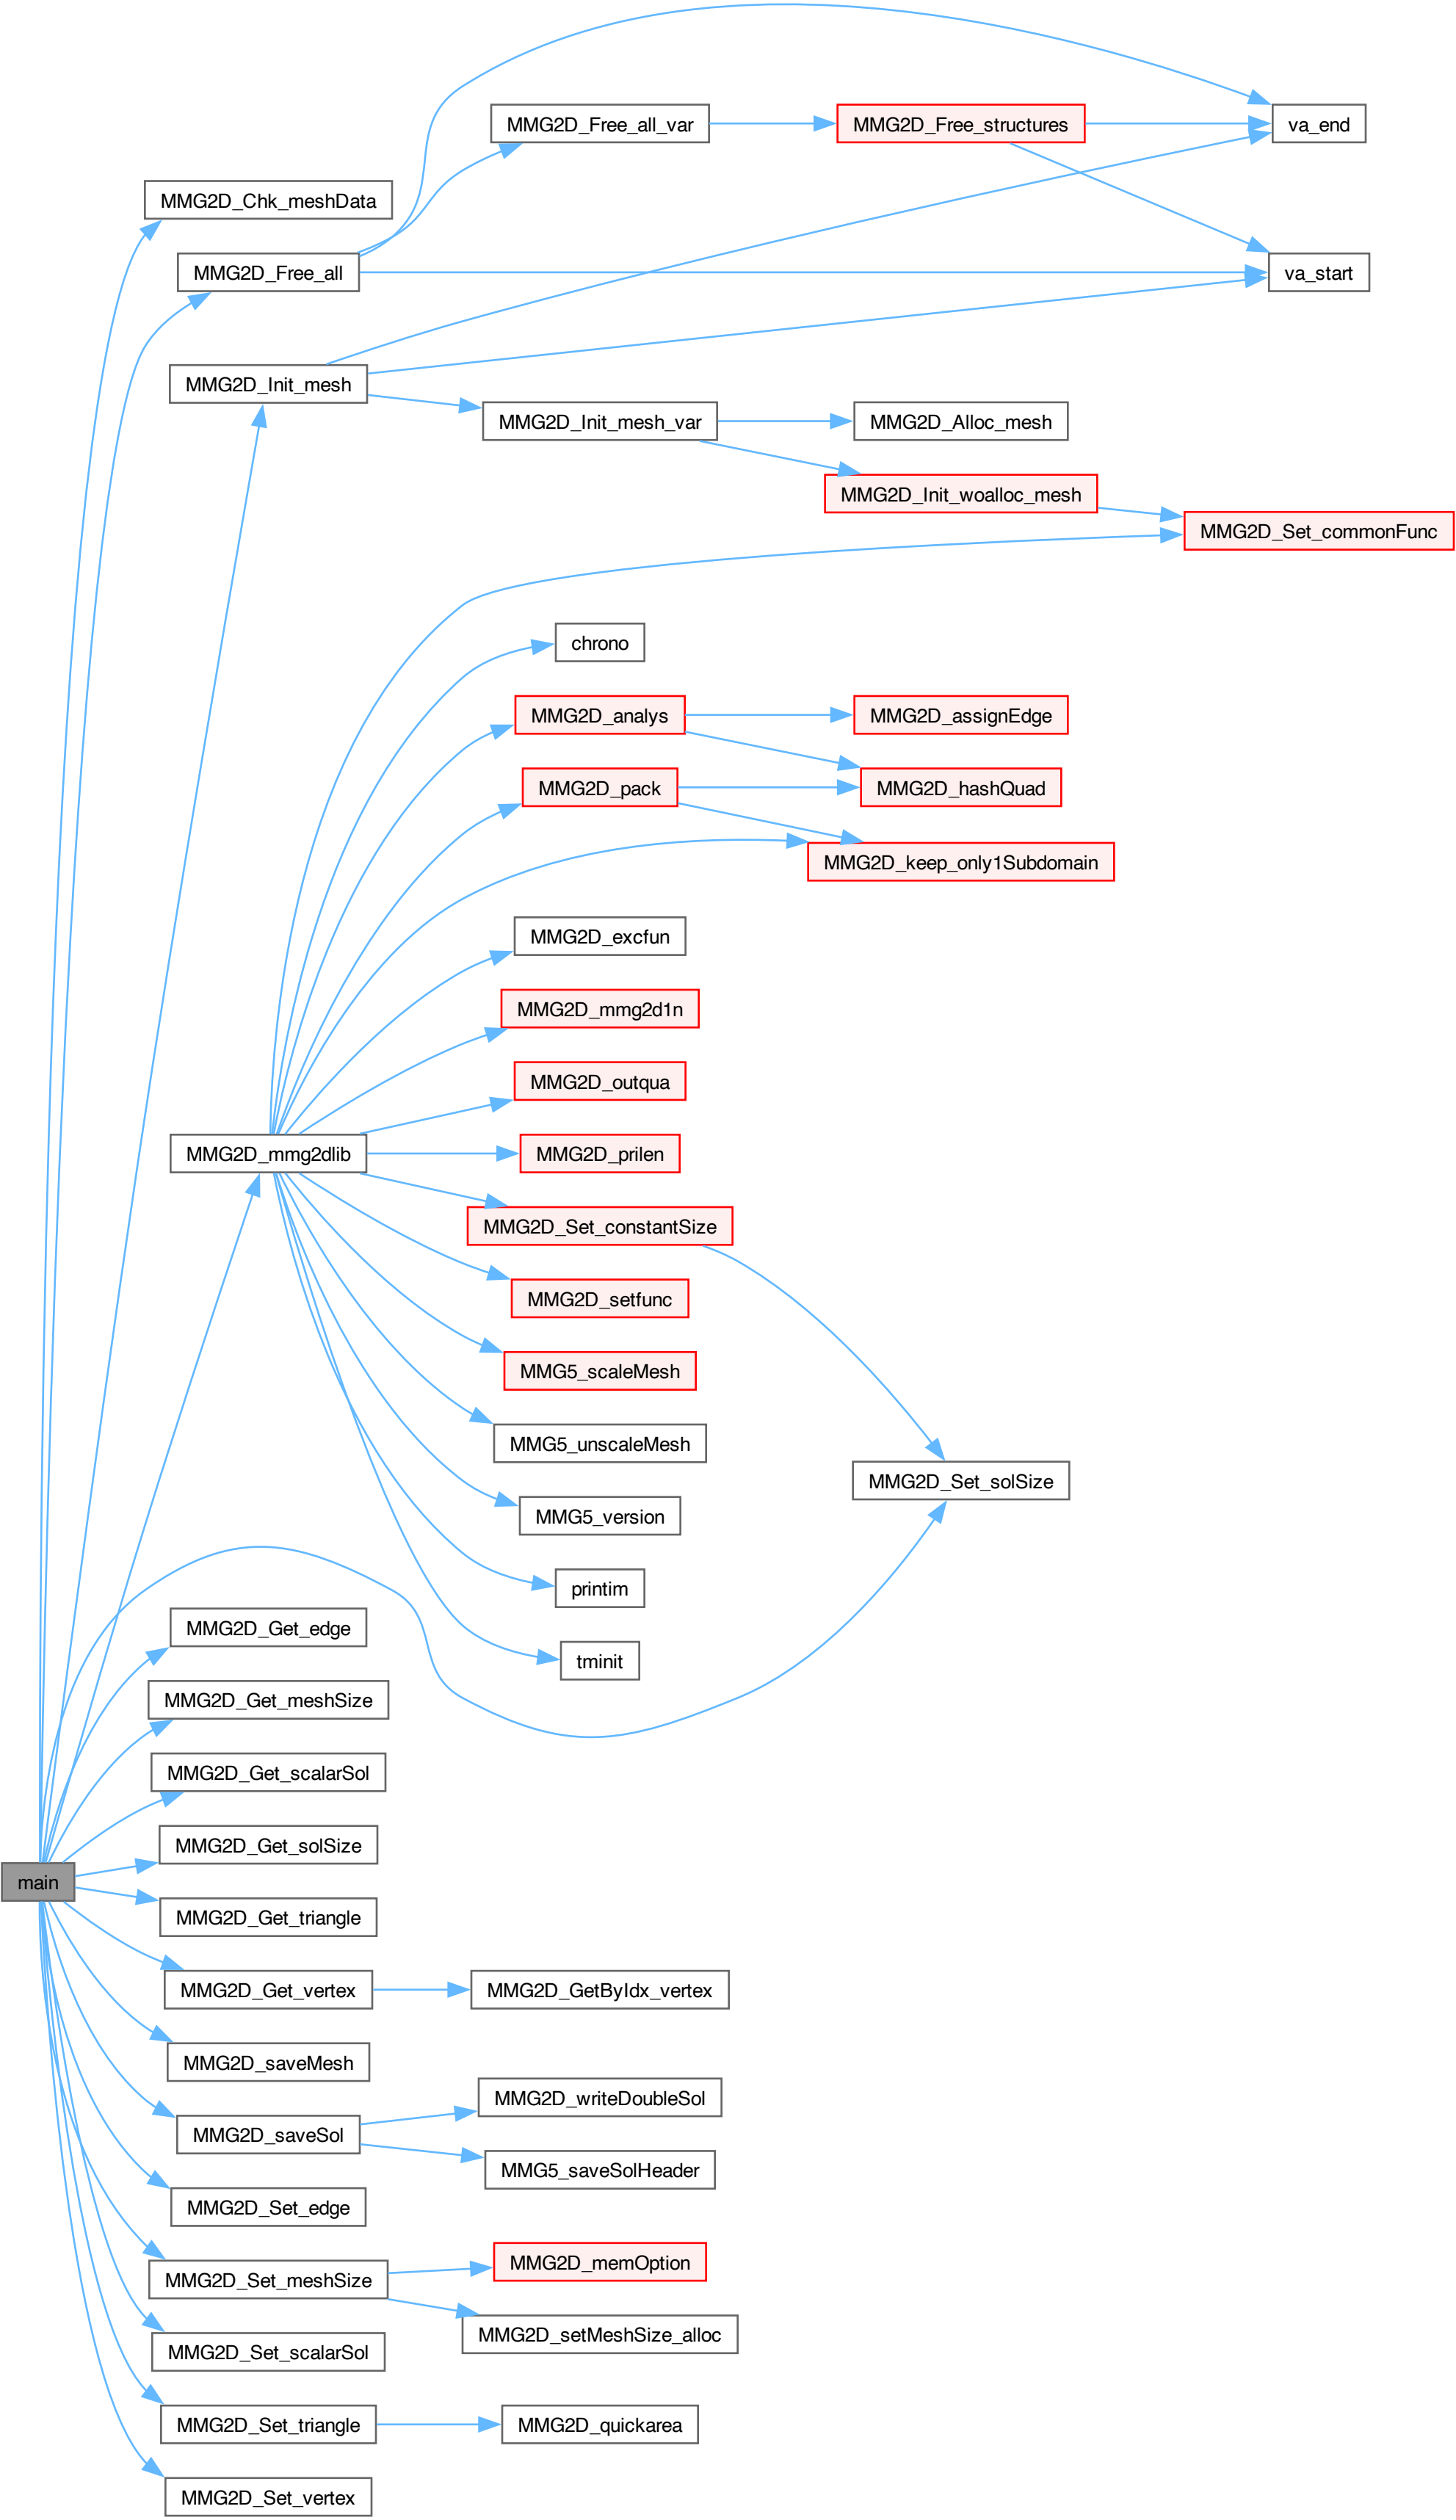 MMG2D_Free_all_var
MMG2D_Free_structures
va_end
MMG2D_Chk_meshData
MMG2D_Free_all
va_start
MMG2D_Init_mesh
MMG2D_Init_mesh_var
MMG2D_Alloc_mesh
MMG2D_Init_woalloc_mesh
MMG2D_Set_commonFunc
chrono
MMG2D_analys
MMG2D_assignEdge
MMG2D_pack
MMG2D_hashQuad
MMG2D_keep_only1Subdomain
MMG2D_excfun
MMG2D_mmg2d1n
MMG2D_outqua
MMG2D_mmg2dlib
MMG2D_prilen
MMG2D_Set_constantSize
MMG2D_setfunc
MMG5_scaleMesh
MMG5_unscaleMesh
MMG2D_Set_solSize
MMG5_version
printim
MMG2D_Get_edge
tminit
MMG2D_Get_meshSize
MMG2D_Get_scalarSol
MMG2D_Get_solSize
main
MMG2D_Get_triangle
MMG2D_Get_vertex
MMG2D_GetByIdx_vertex
MMG2D_saveMesh
MMG2D_writeDoubleSol
MMG2D_saveSol
MMG5_saveSolHeader
MMG2D_Set_edge
MMG2D_memOption
MMG2D_Set_meshSize
MMG2D_setMeshSize_alloc
MMG2D_Set_scalarSol
MMG2D_Set_triangle
MMG2D_quickarea
MMG2D_Set_vertex